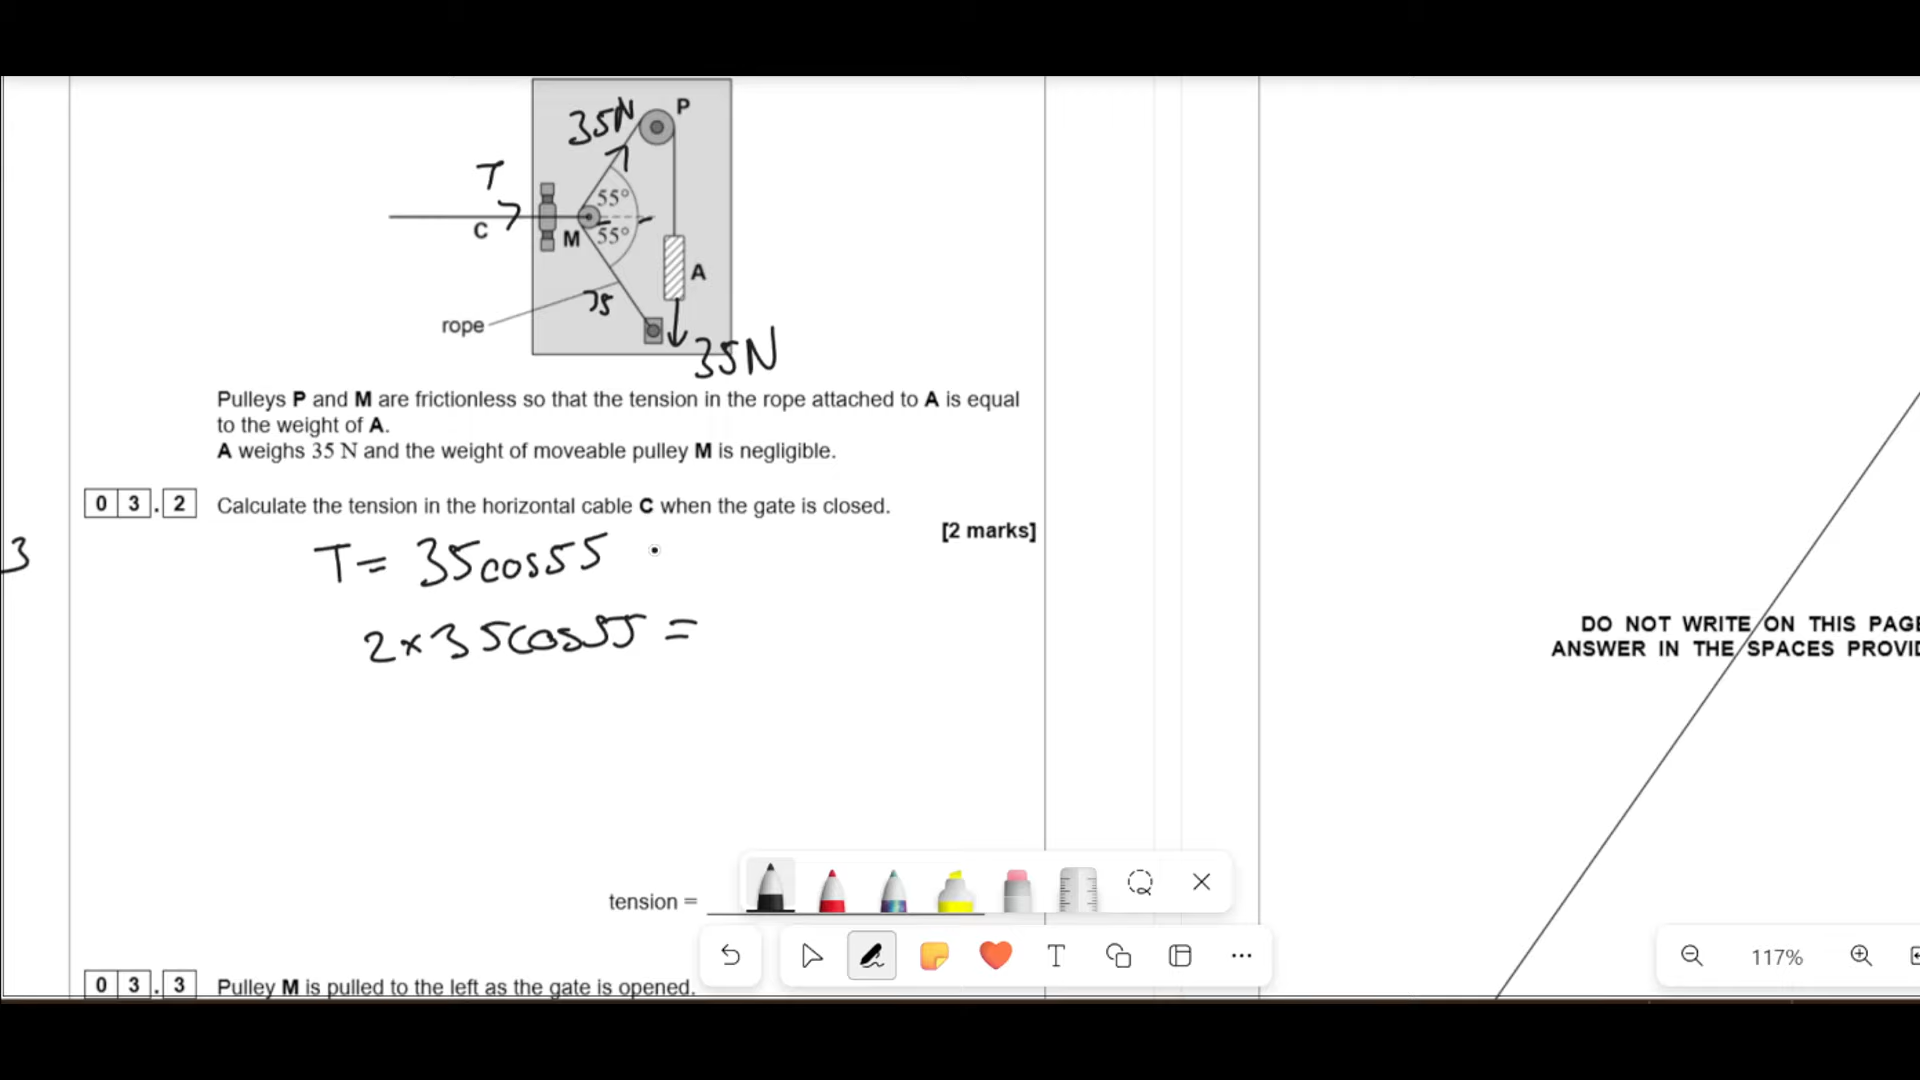 35N
P
T
55°
C
M
55°
A
35
rope
35N
Pulleys P and M are frictionless so that the tension in the rope attached to A is equal
to the weight of A.
A weighs 35 N and the weight of moveable pulley M is negligible.
0 3 . 2 Calculate the tension in the horizontal cable C when the gate is closed.
[2 marks]
3
T= 35cos55
2×35cos55 =
DO NOT WRITE ON THIS PAGE
ANSWER IN THE SPACES PROVID
tension =
T
117%
0 3 . 3 Pulley M is pulled to the left as the gate is opened.